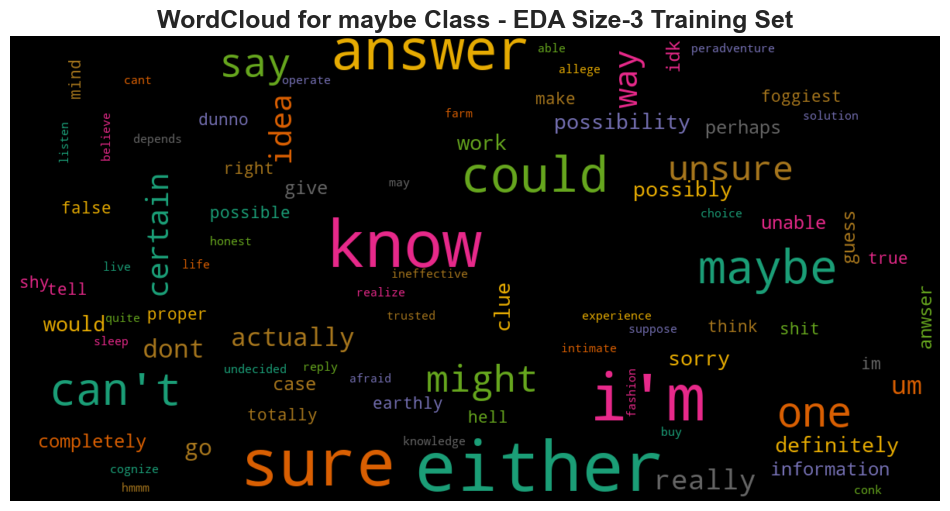 WordCloud for maybe Class - EDA Size-3 Training Set
answer
say
way
idk
able
peradventure
allege
mind
cant
operate
idea
make
foggiest
farm
solution
dunno
possibility
perhaps
listen
believe
depends
work
right
could
unsure
give
may
possibly
certain
false
possible
choice
unable
guess
know
honest
true
maybe
live
life
ineffective
shy
tell
realize
clue
anwser
would
quite
proper
trusted
experience
suppose
think
shit
sleep
dont
actually
intimate
sorry
im
can't
undecided
reply
afraid
case
might
i'm
fashion
um
totally
earthly
hell
one
buy
completely
go
knowledge
definitely
sure
either
really
information
cognize
hmmm
conk